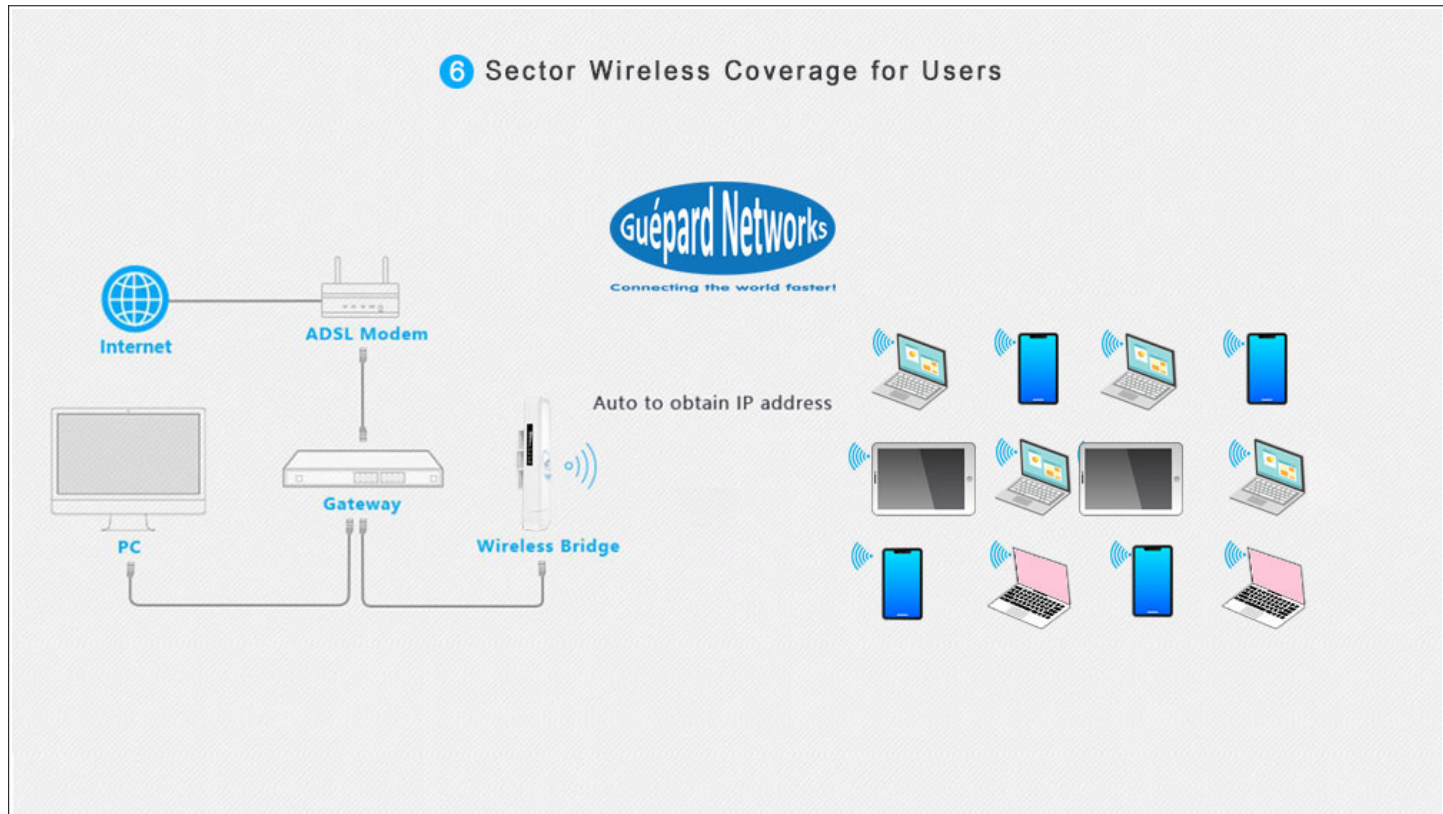 6 Sector Wireless Coverage for Users
Guépard Networks
Connecting the world faster!
Internet
ADSL Modem
Auto to obtain IP address
Gateway
PC
Wireless Bridge